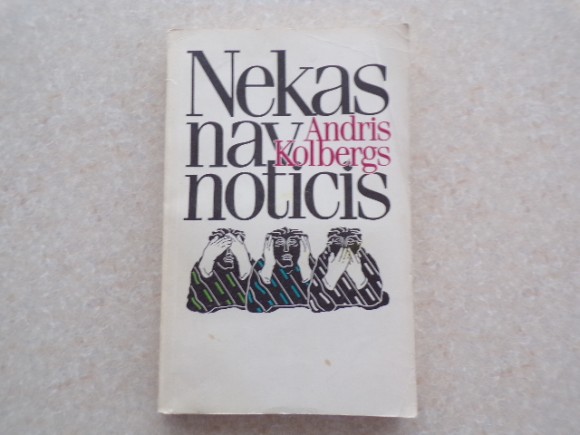 Nekas
nav Andris
Kolbergs
noticis